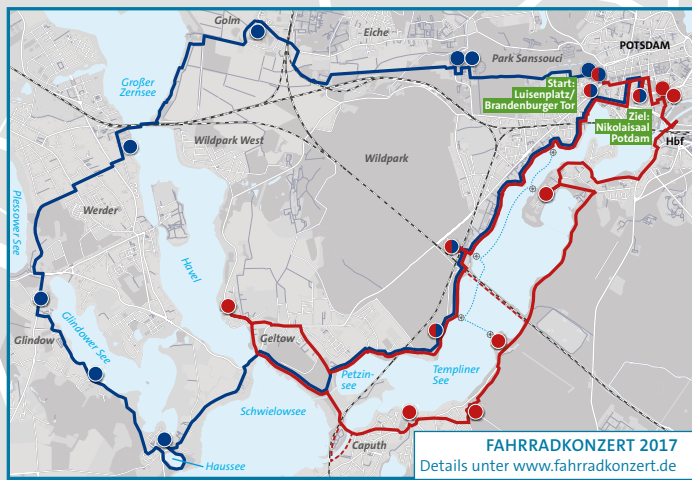 Golm
Eiche
Park Sanssouci
POTSDAM
Großer
Zernsee
Start:
Luisenplatz/
Brandenburger Tor
Ziel:
Nikolaisaal
Potdam
Hbf
Wildpark West
Wildpark
Plessower See
Werder
Havel
Glindow
Glindower See
Geltow
Petzin-
see
Templiner
See
Schwielowsee
Caputh
Haussee
FAHRRADKONZERT 2017
Details unter www.fahrradkonzert.de